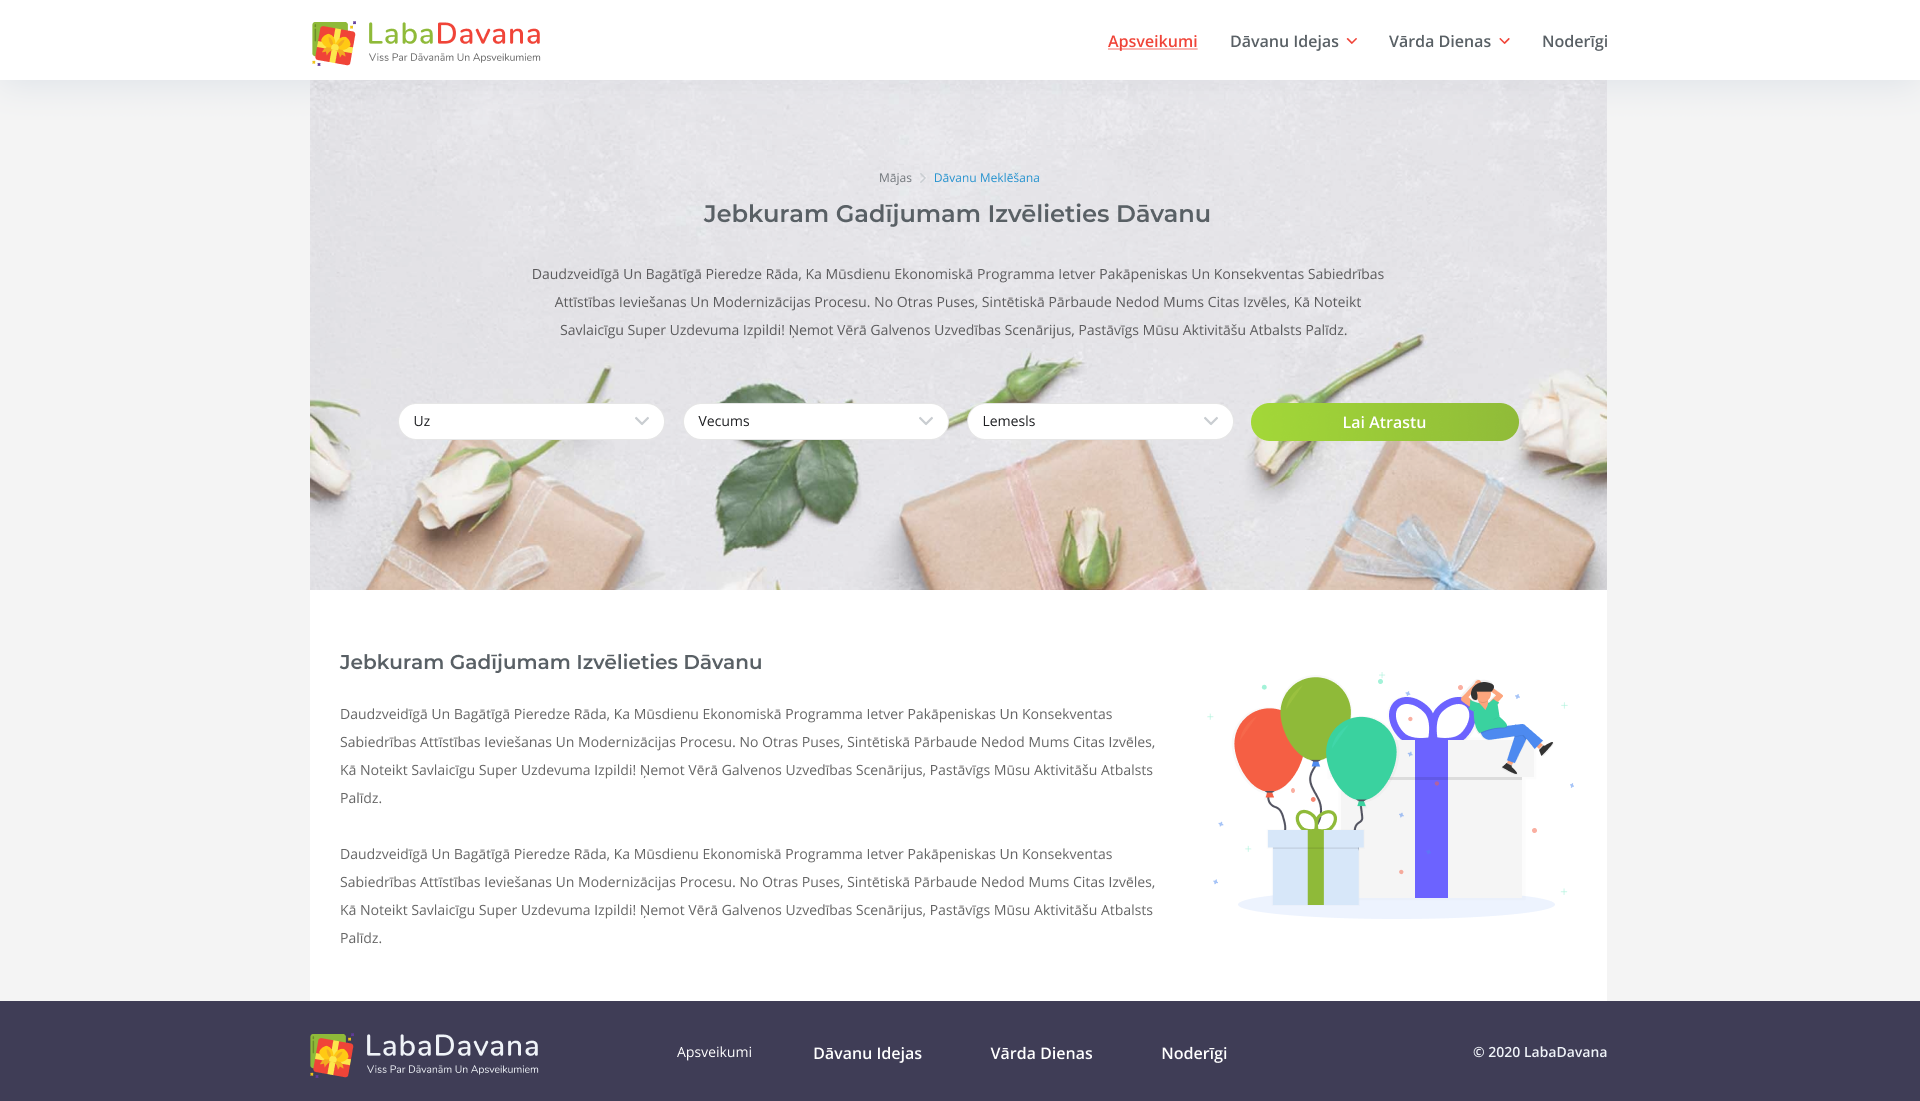 LabaDavana
Viss Par Dāvanām Un Apsveikumiem
Apsveikumi
Dāvanu Idejas
Vārda Dienas
Noderīgi
Mājas
Dāvanu Meklēšana
Jebkuram Gadījumam Izvēlieties Dāvanu
Daudzveidīgā Un Bagātīgā Pieredze Rāda, Ka Mūsdienu Ekonomiskā Programma Ietver Pakāpeniskas Un Konsekventas Sabiedrības
Attīstības Ieviešanas Un Modernizācijas Procesu. No Otras Puses, Sintētiskā Pārbaude Nedod Mums Citas Izvēles, Kā Noteikt
Savlaicīgu Super Uzdevuma Izpildi! Ņemot Vērā Galvenos Uzvedības Scenārijus, Pastāvīgs Mūsu Aktivitāšu Atbalsts Palīdz.
Uz
Vecums
Lemesls
Lai Atrastu
Jebkuram Gadījumam Izvēlieties Dāvanu
Daudzveidīgā Un Bagātīgā Pieredze Rāda, Ka Mūsdienu Ekonomiskā Programma Ietver Pakāpeniskas Un Konsekventas
Sabiedrības Attīstības Ieviešanas Un Modernizācijas Procesu. No Otras Puses, Sintētiskā Pārbaude Nedod Mums Citas Izvēles,
Kā Noteikt Savlaicīgu Super Uzdevuma Izpildi! Ņemot Vērā Galvenos Uzvedības Scenārijus, Pastāvīgs Mūsu Aktivitāšu Atbalsts
Palīdz.
Daudzveidīgā Un Bagātīgā Pieredze Rāda, Ka Mūsdienu Ekonomiskā Programma Ietver Pakāpeniskas Un Konsekventas
Sabiedrības Attīstības Ieviešanas Un Modernizācijas Procesu. No Otras Puses, Sintētiskā Pārbaude Nedod Mums Citas Izvēles,
Kā Noteikt Savlaicīgu Super Uzdevuma Izpildi! Ņemot Vērā Galvenos Uzvedības Scenārijus, Pastāvīgs Mūsu Aktivitāšu Atbalsts
Palīdz.
LabaDavana
Viss Par Dāvanām Un Apsveikumiem
Apsveikumi
Dāvanu Idejas
Vārda Dienas
Noderīgi
© 2020 LabaDavana